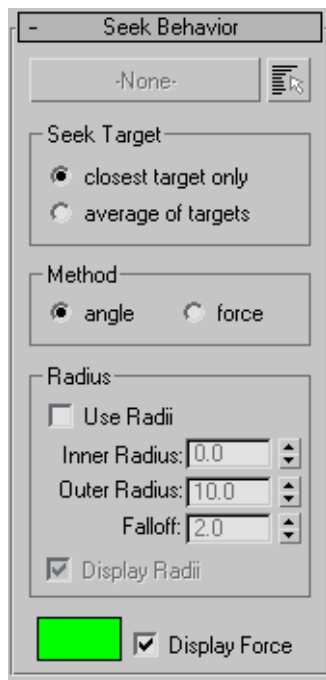 - Seek Behavior
-None-
Seek Target
closest target only
average of targets
Method
angle force
Radius
Use Radii
Inner Radius: 0.0
Outer Radius: 10.0
Falloff: 2.0
Display Radii
Display Force